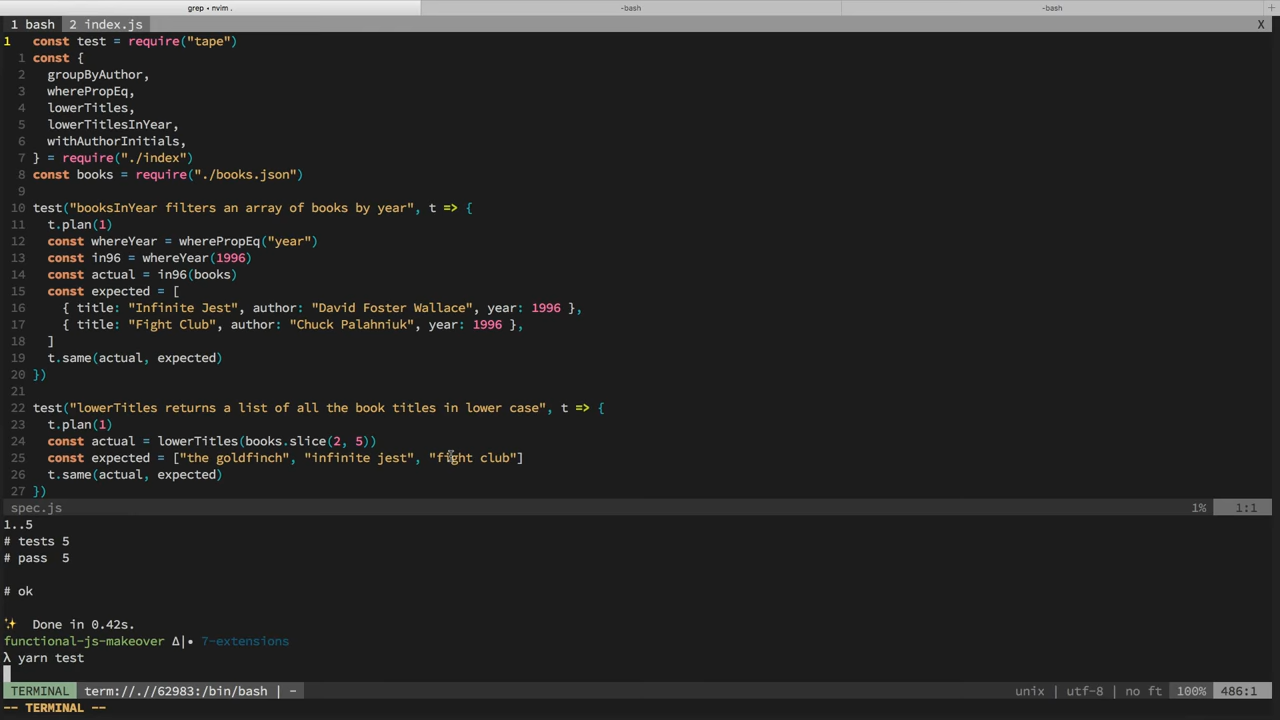 grep • nvim .
-bash
-bash
+
1 bash 2 index.js X
1 const test = require("tape")
1 const {
2 groupByAuthor,
3 wherePropEq,
4 lowerTitles,
5 lowerTitlesInYear,
6 withAuthorInitials,
7 } = require("./index")
8 const books = require("./books.json")
9
10 test("booksInYear filters an array of books by year", t => {
11 t.plan(1)
12 const whereYear = wherePropEq("year")
13 const in96 = whereYear(1996)
14 const actual = in96(books)
15 const expected = [
16 { title: "Infinite Jest", author: "David Foster Wallace", year: 1996 },
17 { title: "Fight Club", author: "Chuck Palahniuk", year: 1996 },
18 ]
19 t.same(actual, expected)
20 })
21
22 test("lowerTitles returns a list of all the book titles in lower case", t => {
23 t.plan(1)
24 const actual = lowerTitles(books.slice(2, 5))
25 const expected = ["the goldfinch", "infinite jest", "fight club"]
26 t.same(actual, expected)
27 })
spec.js 1% 1:1
1..5
# tests 5
# pass 5
# ok
✨ Done in 0.42s.
functional-js-makeover Δ|• 7-extensions
λ yarn test
TERMINAL term://.//62983:/bin/bash | - unix | utf-8 | no ft 100% 486:1
-- TERMINAL --